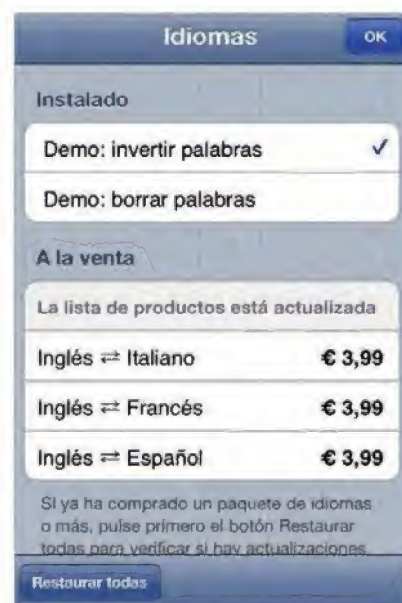 Idiomas
OK
Instalado
Demo: invertir palabras ✓
Demo: borrar palabras
A la venta
La lista de productos está actualizada
Inglés ⇄ Italiano € 3,99
Inglés ⇄ Francés € 3,99
Inglés ⇄ Español € 3,99
Si ya ha comprado un paquete de idiomas
o más, pulse primero el botón Restaurar
todas para verificar si hay actualizaciones
Restaurar todas